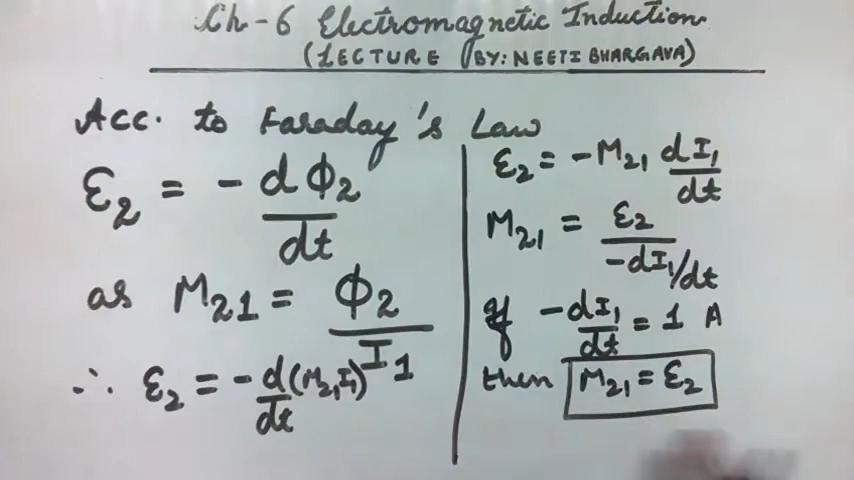 Ch-6 Electromagnetic Induction
(LECTURE BY: NEETI BHARGAVA)
Acc. to Faraday's Law
ε₂ = - dΦ₂/dt
as M₂₁ = Φ₂/I₁
∴ ε₂ = - d/dt (M₂₁I₁)
ε₂ = -M₂₁ dI₁/dt
M₂₁ = ε₂/(-dI₁/dt)
If -dI₁/dt = 1 A
then M₂₁ = ε₂